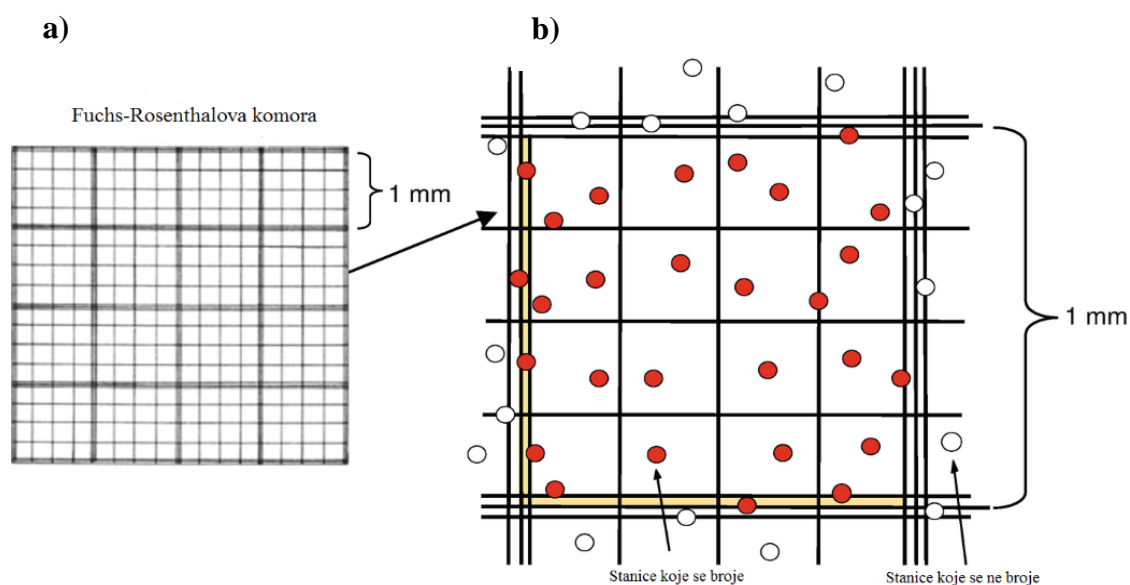 a)
b)
Fuchs-Rosenthalova komora
1 mm
1 mm
Stanice koje se broje
Stanice koje se ne broje